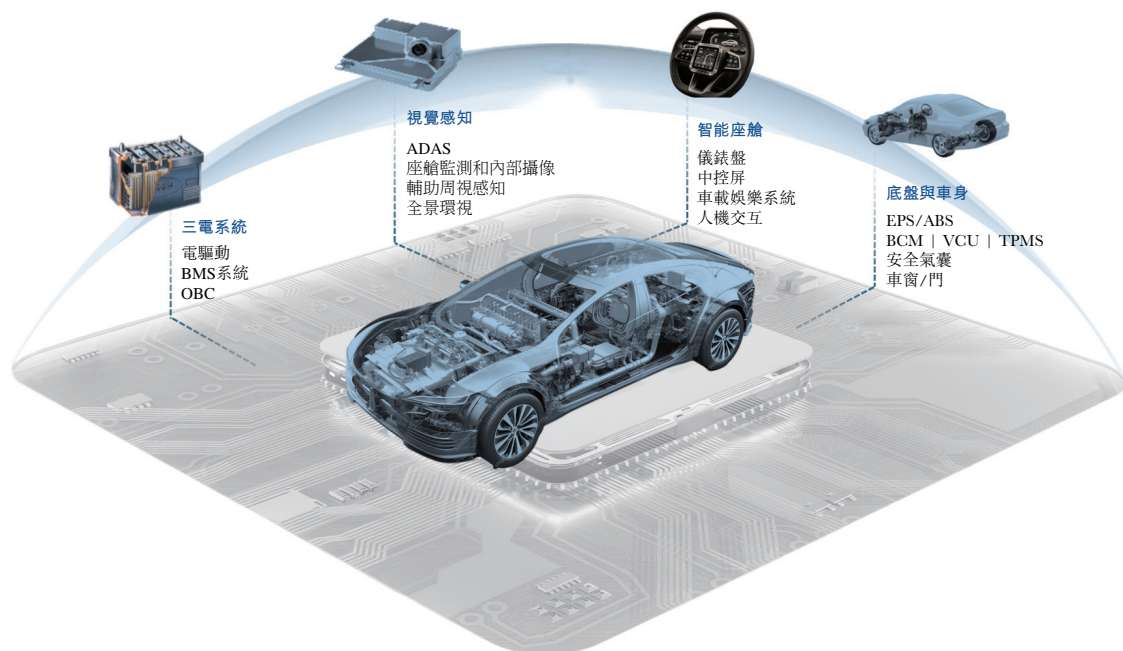 三電系統
電驅動
BMS系統
OBC
視覺感知
ADAS
座艙監測和內部攝像
輔助周視感知
全景環視
智能座艙
儀錶盤
中控屏
車載娛樂系統
人機交互
底盤與車身
EPS/ABS
BCM | VCU | TPMS
安全氣囊
車窗/門